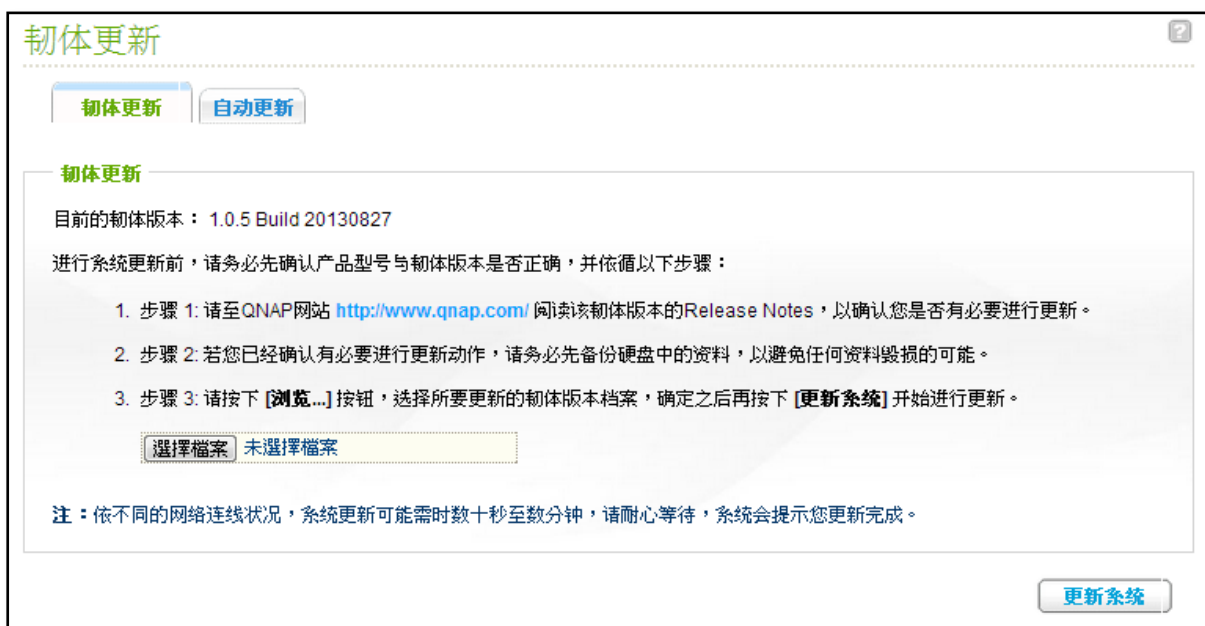 韧体更新
?
韧体更新 自动更新
韧体更新
目前的韧体版本： 1.0.5 Build 20130827
进行系统更新前，请务必先确认产品型号与韧体版本是否正确，并依循以下步骤：
1. 步骤 1: 请至QNAP网站 http://www.qnap.com/ 阅读该韧体版本的Release Notes，以确认您是否有必要进行更新。
2. 步骤 2: 若您已经确认有必要进行更新动作，请务必先备份硬盘中的资料，以避免任何资料毁损的可能。
3. 步骤 3: 请按下 [浏览...] 按钮，选择所要更新的韧体版本档案，确定之后再按下 [更新系统] 开始进行更新。
選擇檔案 未選擇檔案
注：依不同的网络连线状况，系统更新可能需时数十秒至数分钟，请耐心等待，系统会提示您更新完成。
更新系统